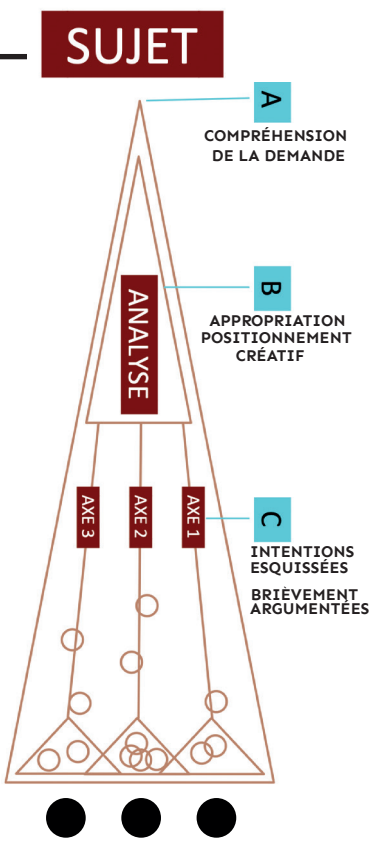 SUJET
A
COMPRÉHENSION
DE LA DEMANDE
ANALYSE
B
APPROPRIATION
POSITIONNEMENT
CRÉATIF
AXE 3
AXE 2
AXE 1
C
INTENTIONS
ESQUISSÉES
BRIÈVEMENT
ARGUMENTÉES